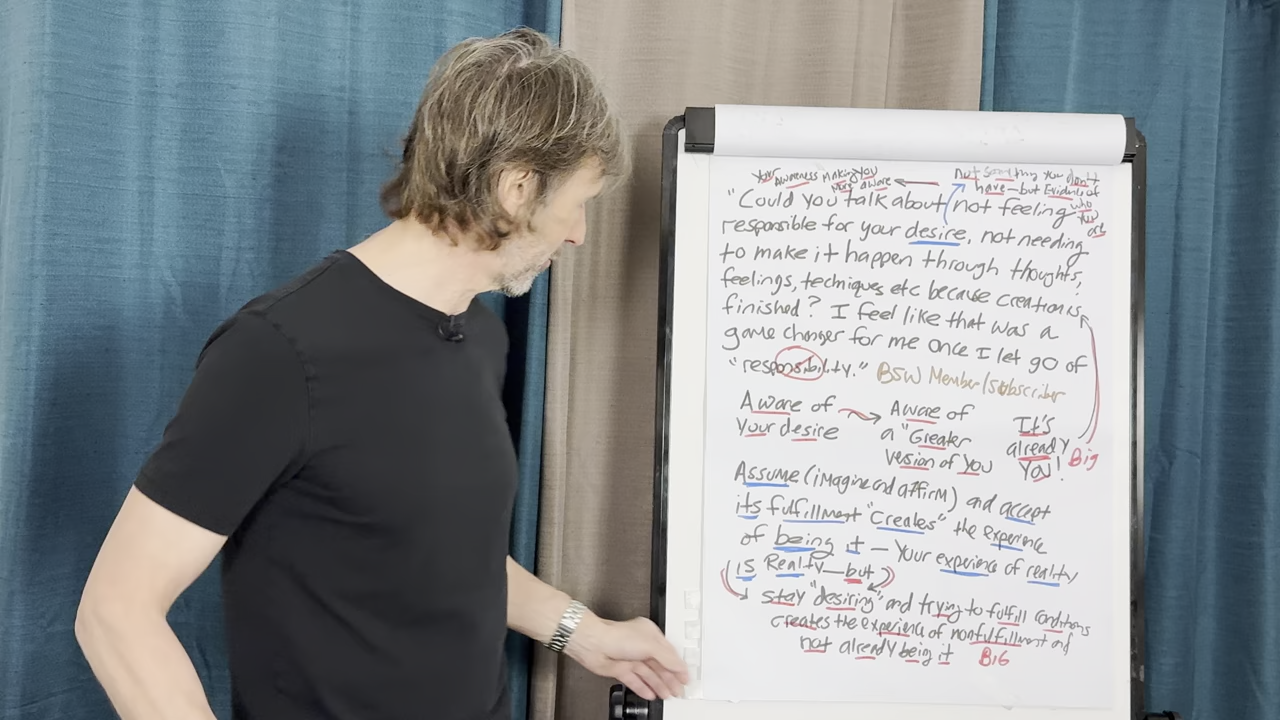 Your Awareness Making You more aware
Not something you don't
have—but Evidence of
who
you
are
"Could you talk about not feeling
responsible for your desire, not needing
to make it happen through thoughts,
feelings, techniques etc because creation is
finished? I feel like that was a
game changer for me once I let go of
"responsibility." BSW Member/subscriber
Aware of
your desire
Aware of
a "Greater
version of you
It's
already
you! Big
Assume (imagine and affirm) and accept
its fulfillment "creates" the experience
of being it — Your experience of reality
is Reality—but
stay "desiring" and trying to fulfill conditions
creates the experience of nonfulfillment and
not already being it BIG